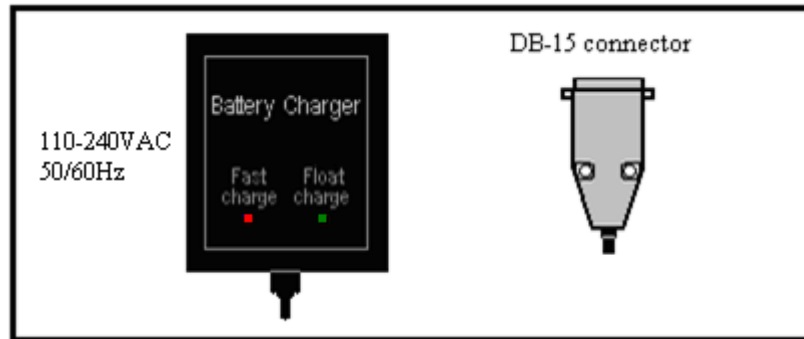 DB-15 connector
Battery Charger
110-240VAC
50/60Hz
Fast Float
charge charge